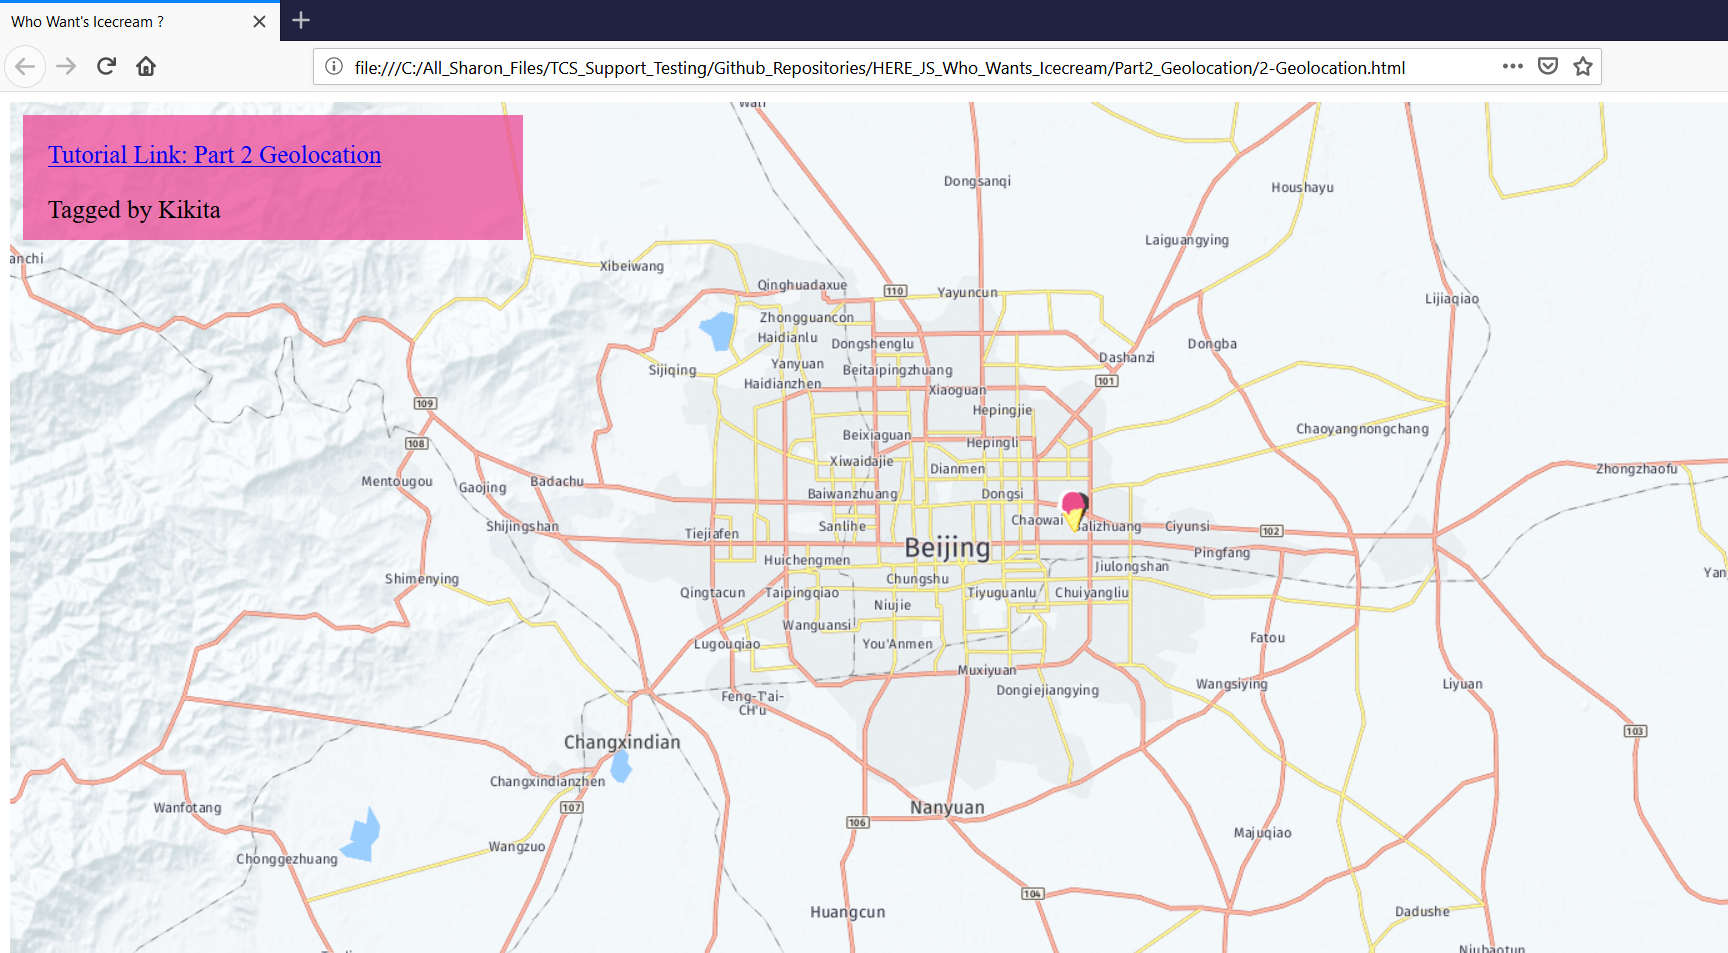 Who Want's Icecream ?
file:///C:/All_Sharon_Files/TCS_Support_Testing/Github_Repositories/HERE_JS_Who_Wants_Icecream/Part2_Geolocation/2-Geolocation.html
Tutorial Link: Part 2 Geolocation
Tagged by Kikita
Dongsanqi
Houshayu
Laiguangying
anchi
Xibeiwang
Qinghuadaxue
110
Yayuncun
Lijiaqiao
Zhongguancon
Haidianlu
Dongshenglu
Dongba
Dashanzi
Yanyuan
Sijiqing
Beitaipingzhuang
Haidianzhen
101
Xiaoguan
109
Hepingjie
Chaoyangnongchang
Beixiaguan
108
Hepingli
Xiwaidajie
Dianmen
Zhongzhaofu
Mentougou
Badachu
Gaojing
Baiwanzhuang
Dongsi
Shijingshan
Sanlihe
Chaowai
Balizhuang
Ciyunsi
102
Tiejiafen
Beijing
Pingfang
Huichengmen
Jiulongshan
Yan
Shimenying
Chungshu
Qingtacun
Taipingqiao
Tiyuguanlu
Chuiyangliu
Niujie
Wanguansi
Fatou
Lugouqiao
You'Anmen
Muxiyuan
Wangsiying
Liyuan
Dongiejiangying
Feng-T'ai-
CH'u
103
Changxindian
Changxindianzhen
Wanfotang
107
Nanyuan
106
Majuqiao
Wangzuo
Chonggezhuang
104
Huangcun
Dadushe
Niubaotun